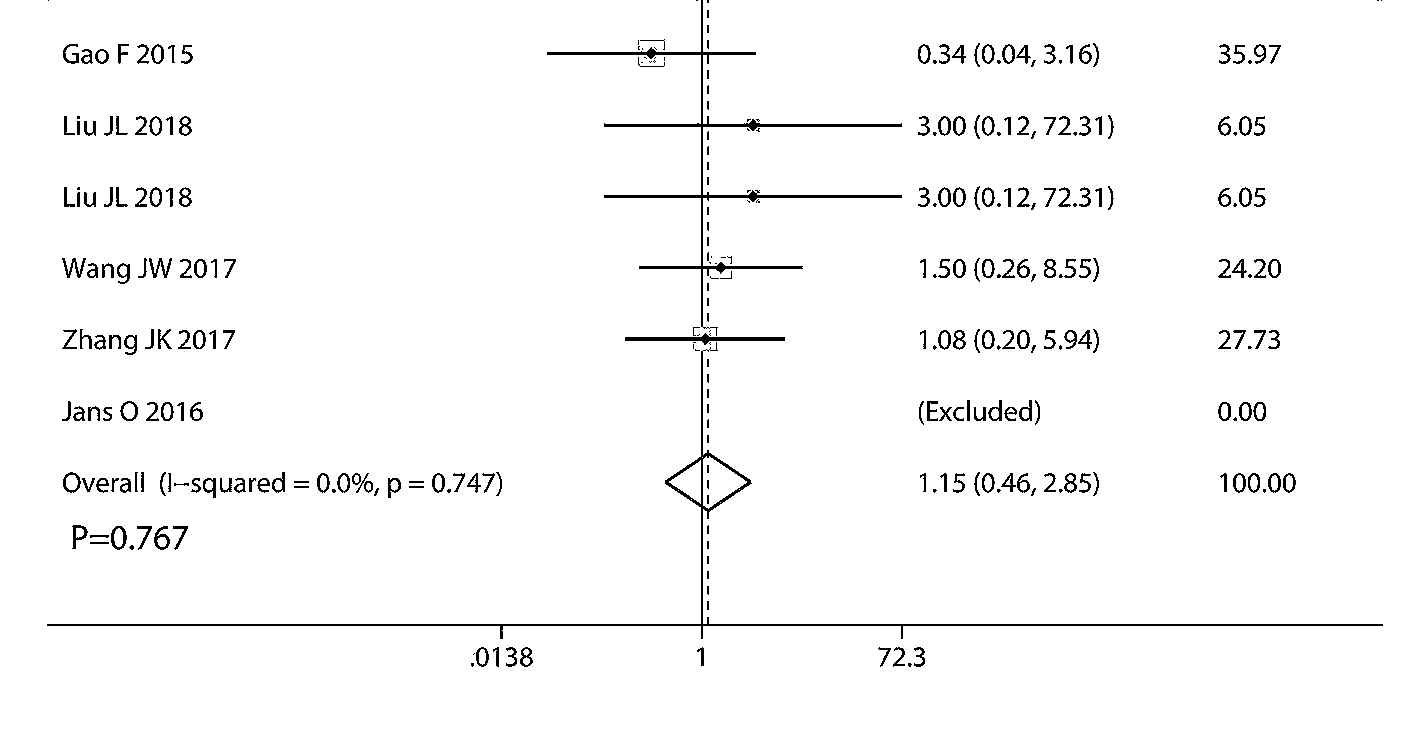 Gao F 2015 0.34 (0.04, 3.16) 35.97
Liu JL 2018 3.00 (0.12, 72.31) 6.05
Liu JL 2018 3.00 (0.12, 72.31) 6.05
Wang JW 2017 1.50 (0.26, 8.55) 24.20
Zhang JK 2017 1.08 (0.20, 5.94) 27.73
Jans O 2016 (Excluded) 0.00
Overall (I-squared = 0.0%, p = 0.747) 1.15 (0.46, 2.85) 100.00
P=0.767
.0138 1 72.3